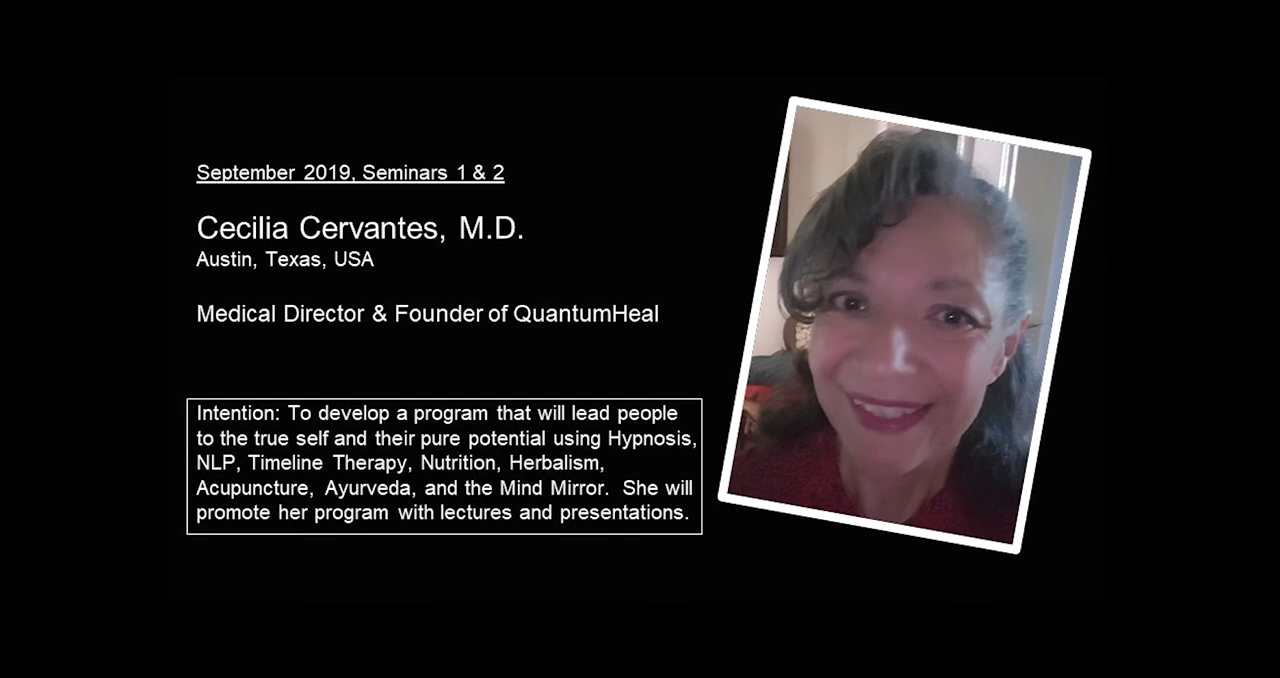 September 2019, Seminars 1 & 2
Cecilia Cervantes, M.D.
Austin, Texas, USA
Medical Director & Founder of QuantumHeal
Intention: To develop a program that will lead people
to the true self and their pure potential using Hypnosis,
NLP, Timeline Therapy, Nutrition, Herbalism,
Acupuncture, Ayurveda, and the Mind Mirror. She will
promote her program with lectures and presentations.